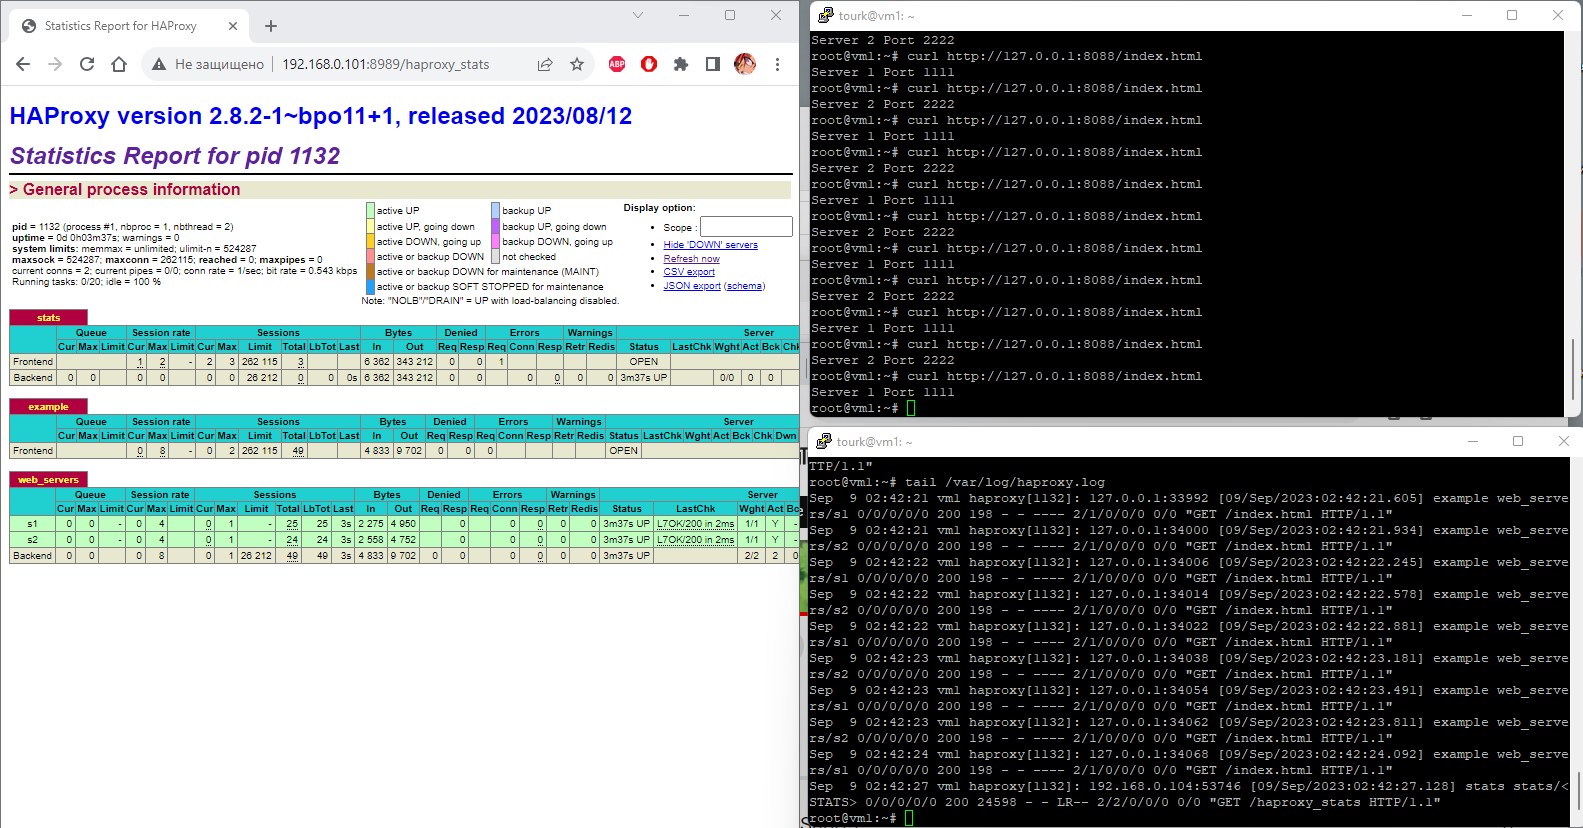 Statistics Report for HAProxy
Не защищено 192.168.0.101:8989/haproxy_stats
ABP
HAProxy version 2.8.2-1~bpo11+1, released 2023/08/12
Statistics Report for pid 1132
> General process information
pid = 1132 (process #1, nbproc = 1, nbthread = 2)
uptime = 0d 0h03m37s; warnings = 0
system limits: memmax = unlimited; ulimit-n = 524287
maxsock = 524287; maxconn = 262115; reached = 0; maxpipes = 0
current conns = 2; current pipes = 0/0; conn rate = 1/sec; bit rate = 0.543 kbps
Running tasks: 0/20; idle = 100 %
active UP backup UP
active UP, going down backup UP, going down
active DOWN, going up backup DOWN, going up
active or backup DOWN not checked
active or backup DOWN for maintenance (MAINT)
active or backup SOFT STOPPED for maintenance
Note: "NOLB"/"DRAIN" = UP with load-balancing disabled.
Display option:
Scope :
Hide 'DOWN' servers
Refresh now
CSV export
JSON export (schema)
stats
Queue Session rate Sessions Bytes Denied Errors Warnings Server
Cur Max Limit Cur Max Limit Cur Max Limit Total LbTot Last In Out Req Resp Req Conn Resp Retr Redis Status LastChk Wght Act Bck Chk
Frontend 1 2 - 2 3 262 115 3 6 362 343 212 0 0 1 OPEN
Backend 0 0 0 0 0 0 26 212 0 0 0s 6 362 343 212 0 0 0 0 0 0 3m37s UP 0/0 0 0
example
Queue Session rate Sessions Bytes Denied Errors Warnings
Cur Max Limit Cur Max Limit Cur Max Limit Total LbTot Last In Out Req Resp Req Conn Resp Retr Redis Status LastChk Wght Act Bck Chk Dwn
Frontend 0 8 - 0 2 262 115 49 4 833 9 702 0 0 0 OPEN
web_servers
Queue Session rate Sessions Bytes Denied Errors Warnings Server
Cur Max Limit Cur Max Limit Cur Max Limit Total LbTot Last In Out Req Resp Req Conn Resp Retr Redis Status LastChk Wght Act
s1 0 0 - 0 4 0 1 - 25 25 3s 2 275 4 950 0 0 0 0 0 3m37s UP L7OK/200 in 2ms 1/1 Y -
s2 0 0 - 0 4 0 1 - 24 24 3s 2 558 4 752 0 0 0 0 0 3m37s UP L7OK/200 in 2ms 1/1 Y -
Backend 0 0 0 8 0 1 26 212 49 49 3s 4 833 9 702 0 0 0 0 0 0 3m37s UP 2/2 2
tourk@vm1: ~
Server 2 Port 2222
root@vm1:~# curl http://127.0.0.1:8088/index.html
Server 1 Port 1111
root@vm1:~# curl http://127.0.0.1:8088/index.html
Server 2 Port 2222
root@vm1:~# curl http://127.0.0.1:8088/index.html
Server 1 Port 1111
root@vm1:~# curl http://127.0.0.1:8088/index.html
Server 2 Port 2222
root@vm1:~# curl http://127.0.0.1:8088/index.html
Server 1 Port 1111
root@vm1:~# curl http://127.0.0.1:8088/index.html
Server 2 Port 2222
root@vm1:~# curl http://127.0.0.1:8088/index.html
Server 1 Port 1111
root@vm1:~# curl http://127.0.0.1:8088/index.html
Server 2 Port 2222
root@vm1:~# curl http://127.0.0.1:8088/index.html
Server 1 Port 1111
root@vm1:~# curl http://127.0.0.1:8088/index.html
Server 2 Port 2222
root@vm1:~# curl http://127.0.0.1:8088/index.html
Server 1 Port 1111
root@vm1:~#
tourk@vm1: ~
TTP/1.1"
root@vm1:~# tail /var/log/haproxy.log
Sep  9 02:42:21 vm1 haproxy[1132]: 127.0.0.1:33992 [09/Sep/2023:02:42:21.605] example web_serve
rs/s1 0/0/0/0/0 200 198 - - ---- 2/1/0/0/0 0/0 "GET /index.html HTTP/1.1"
Sep  9 02:42:21 vm1 haproxy[1132]: 127.0.0.1:34000 [09/Sep/2023:02:42:21.934] example web_serve
rs/s2 0/0/0/0/0 200 198 - - ---- 2/1/0/0/0 0/0 "GET /index.html HTTP/1.1"
Sep  9 02:42:22 vm1 haproxy[1132]: 127.0.0.1:34006 [09/Sep/2023:02:42:22.245] example web_serve
rs/s1 0/0/0/0/0 200 198 - - ---- 2/1/0/0/0 0/0 "GET /index.html HTTP/1.1"
Sep  9 02:42:22 vm1 haproxy[1132]: 127.0.0.1:34014 [09/Sep/2023:02:42:22.578] example web_serve
rs/s2 0/0/0/0/0 200 198 - - ---- 2/1/0/0/0 0/0 "GET /index.html HTTP/1.1"
Sep  9 02:42:22 vm1 haproxy[1132]: 127.0.0.1:34022 [09/Sep/2023:02:42:22.881] example web_serve
rs/s1 0/0/0/0/0 200 198 - - ---- 2/1/0/0/0 0/0 "GET /index.html HTTP/1.1"
Sep  9 02:42:23 vm1 haproxy[1132]: 127.0.0.1:34038 [09/Sep/2023:02:42:23.181] example web_serve
rs/s2 0/0/0/0/0 200 198 - - ---- 2/1/0/0/0 0/0 "GET /index.html HTTP/1.1"
Sep  9 02:42:23 vm1 haproxy[1132]: 127.0.0.1:34054 [09/Sep/2023:02:42:23.491] example web_serve
rs/s1 0/0/0/0/0 200 198 - - ---- 2/1/0/0/0 0/0 "GET /index.html HTTP/1.1"
Sep  9 02:42:23 vm1 haproxy[1132]: 127.0.0.1:34062 [09/Sep/2023:02:42:23.811] example web_serve
rs/s2 0/0/0/0/0 200 198 - - ---- 2/1/0/0/0 0/0 "GET /index.html HTTP/1.1"
Sep  9 02:42:24 vm1 haproxy[1132]: 127.0.0.1:34068 [09/Sep/2023:02:42:24.092] example web_serve
rs/s1 0/0/0/0/0 200 198 - - ---- 2/1/0/0/0 0/0 "GET /index.html HTTP/1.1"
Sep  9 02:42:27 vm1 haproxy[1132]: 192.168.0.104:53746 [09/Sep/2023:02:42:27.128] stats stats/<
STATS> 0/0/0/0/0 200 24598 - - LR-- 2/2/0/0/0 0/0 "GET /haproxy_stats HTTP/1.1"
root@vm1:~#